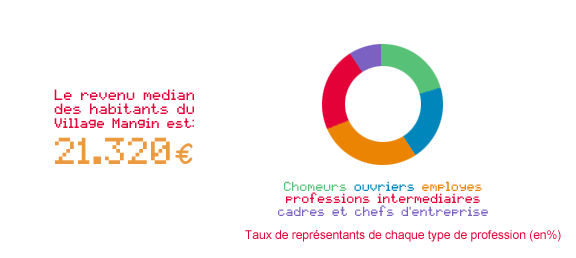 Le revenu median
des habitants du
Village Mangin est:
21.320€
Chomeurs ouvriers employes
professions intermediaires
cadres et chefs d'entreprise
Taux de représentants de chaque type de profession (en%)